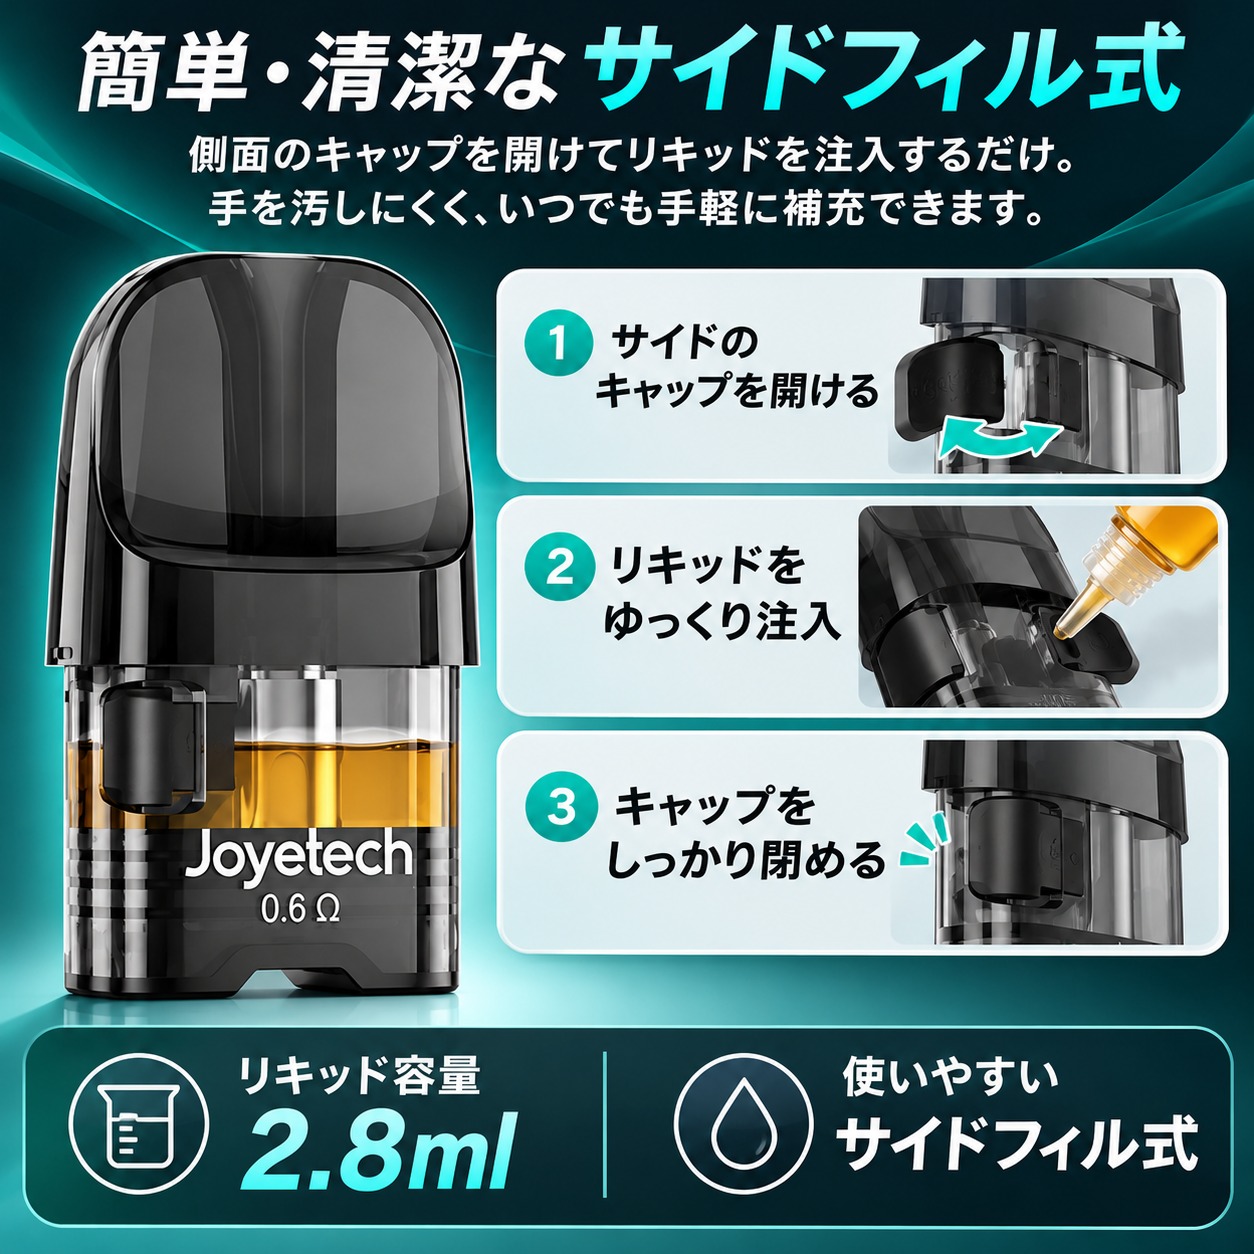 簡単・清潔なサイドフィル式
側面のキャップを開けてリキッドを注入するだけ。
手を汚しにくく、いつでも手軽に補充できます。
1 サイドの
キャップを開ける
2 リキッドを
ゆっくり注入
3 キャップを
しっかり閉める
Joyetech
0.6 Ω
リキッド容量
2.8ml
使いやすい
サイドフィル式